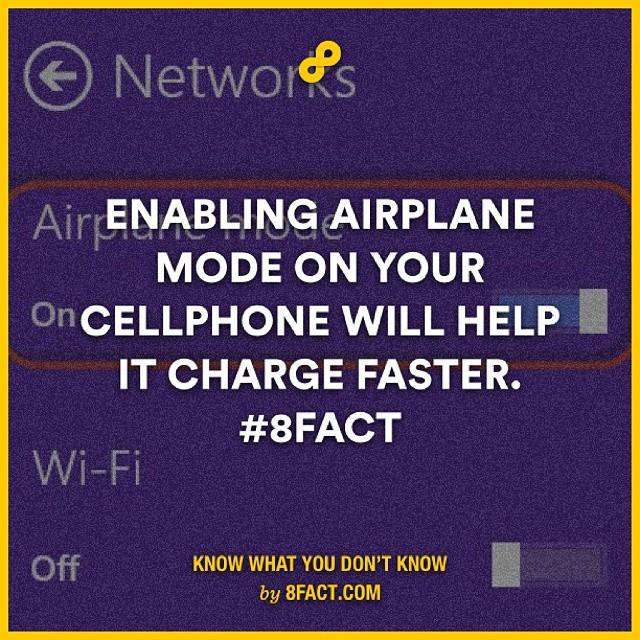 Networks
Airplane mode
ENABLING AIRPLANE
MODE ON YOUR
On
CELLPHONE WILL HELP
IT CHARGE FASTER.
#8FACT
Wi-Fi
Off
KNOW WHAT YOU DON'T KNOW
by 8FACT.COM